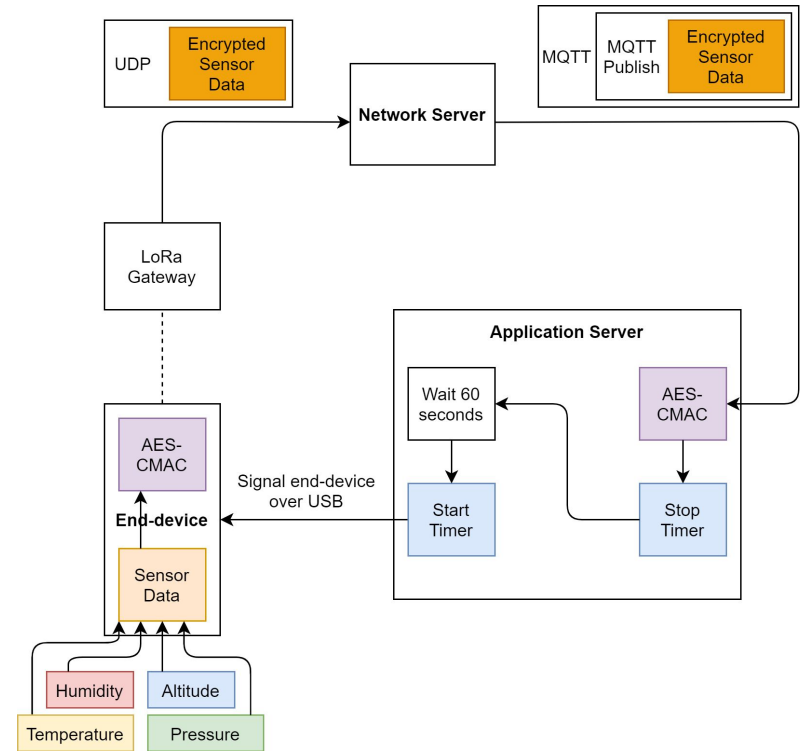 UDP
Encrypted
Sensor
Data
MQTT
MQTT
Publish
Encrypted
Sensor
Data
Network Server
LoRa
Gateway
Application Server
Wait 60
seconds
AES-
CMAC
AES-
CMAC
Signal end-device
over USB
Start
Timer
Stop
Timer
End-device
Sensor
Data
Humidity
Altitude
Temperature
Pressure